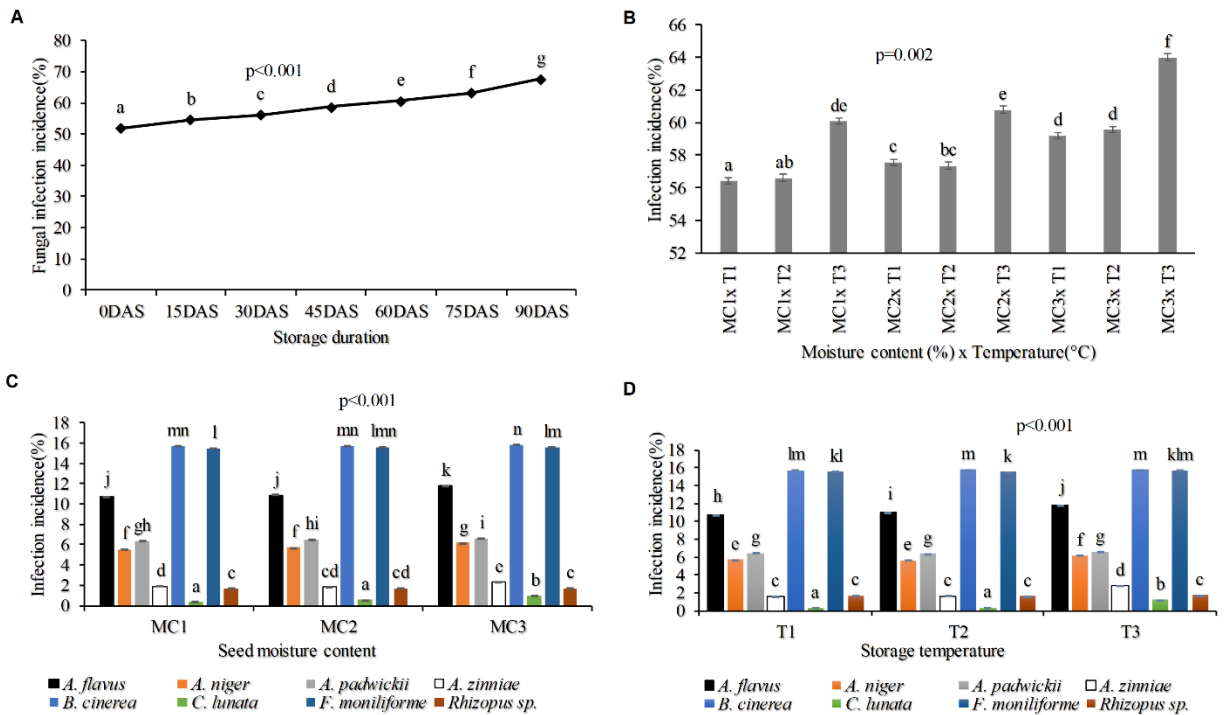 A
80
70
60
50
40
30
20
10
0
Fungal infection incidence(%)
p<0.001
a b c d e f g
0DAS 15DAS 30DAS 45DAS 60DAS 75DAS 90DAS
Storage duration
B
66
64
62
60
58
56
54
52
Infection incidence(%)
p=0.002
a ab de c bc e d d f
MC1x T1
MC1x T2
MC1x T3
MC2x T1
MC2x T2
MC2x T3
MC3x T1
MC3x T2
MC3x T3
Moisture content (%) x Temperature(°C)
C
p<0.001
18
16
14
12
10
8
6
4
2
0
Infection incidence(%)
j f gh d mn a l c
j f hi cd mn a lmn cd
k g i e n b lm c
MC1 MC2 MC3
Seed moisture content
A. flavus A. niger A. padwickii A. zinniae
B. cinerea C. lunata F. moniliforme Rhizopus sp.
D
p<0.001
18
16
14
12
10
8
6
4
2
0
Infection incidence(%)
h e g c lm a kl c
i e g c m a k c
j f g d m b klm c
T1 T2 T3
Storage temperature
A. flavus A. niger A. padwickii A. zinniae
B. cinerea C. lunata F. moniliforme Rhizopus sp.